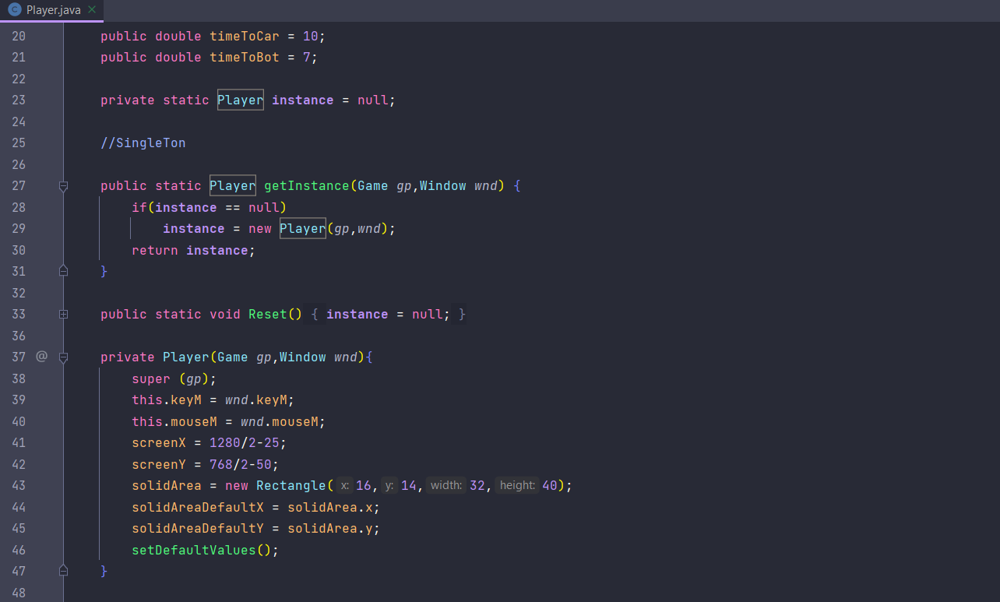 C Player.java ×
20 public double timeToCar = 10;
21 public double timeToBot = 7;
22
23 private static Player instance = null;
24
25 //SingleTon
26
27 public static Player getInstance(Game gp,Window wnd) {
28 if(instance == null)
29 instance = new Player(gp,wnd);
30 return instance;
31 }
32
33 public static void Reset() { instance = null; }
36
37 @ private Player(Game gp,Window wnd){
38 super (gp);
39 this.keyM = wnd.keyM;
40 this.mouseM = wnd.mouseM;
41 screenX = 1280/2-25;
42 screenY = 768/2-50;
43 solidArea = new Rectangle( x: 16, y: 14, width: 32, height: 40);
44 solidAreaDefaultX = solidArea.x;
45 solidAreaDefaultY = solidArea.y;
46 setDefaultValues();
47 }
48